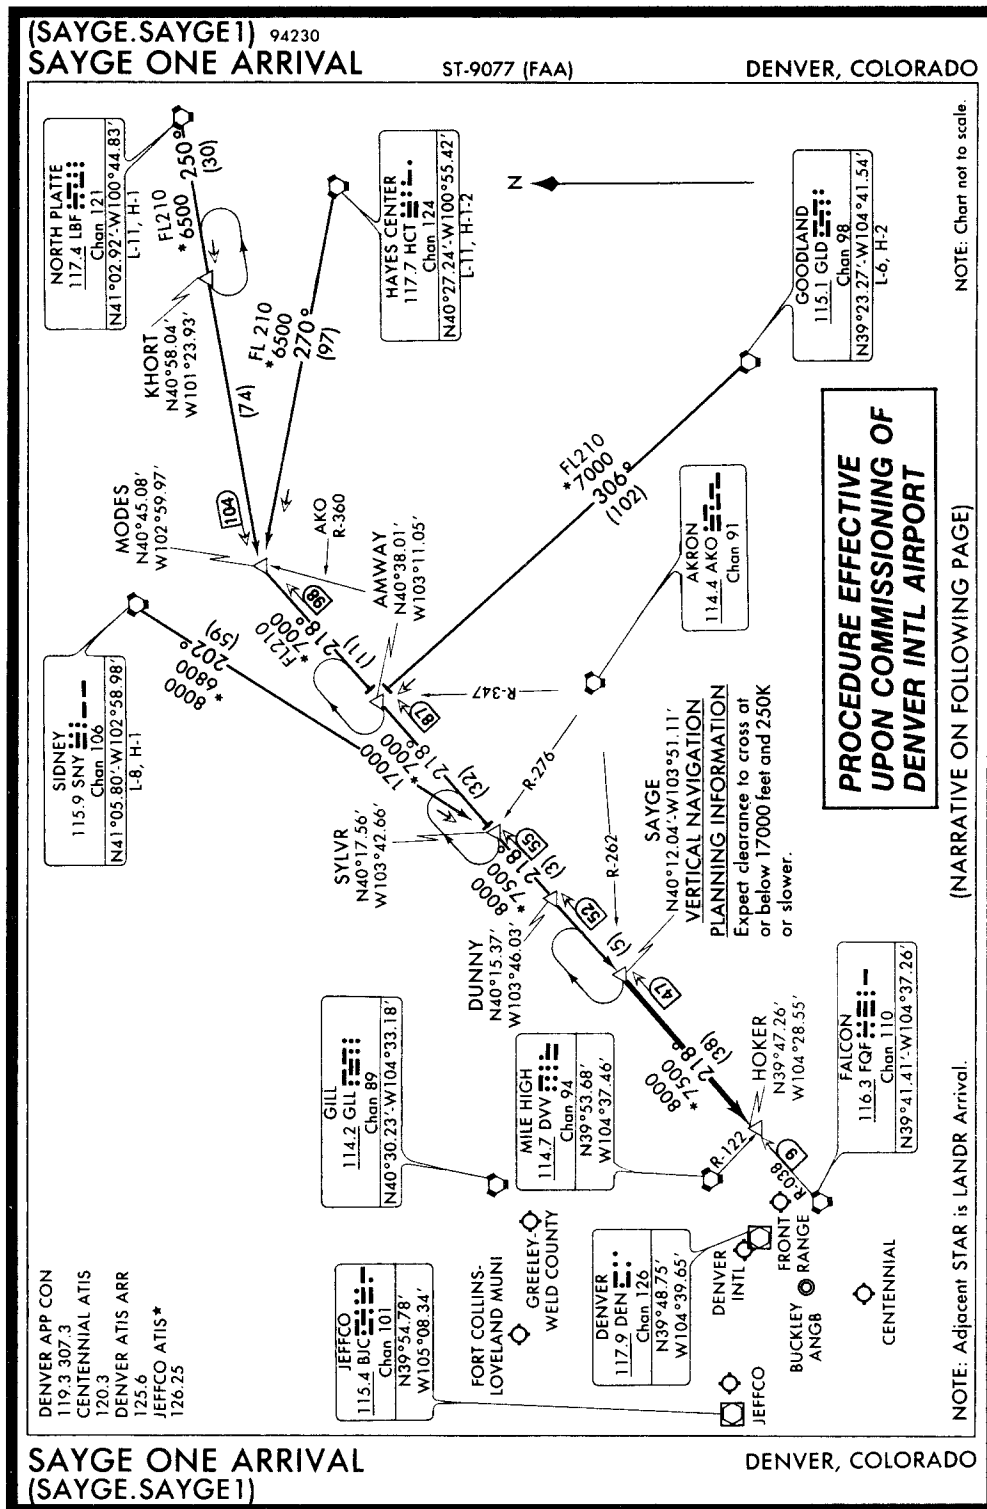 (SAYGE.SAYGE1) 94230
SAYGE ONE ARRIVAL
ST-9077 (FAA)
DENVER, COLORADO
DENVER APP CON
119.3 307.3
CENTENNIAL ATIS
120.3
DENVER ATIS ARR
125.6
JEFFCO ATIS*
126.25
SIDNEY
115.9 SNY
Chan 106
N41°05.80'-W102°58.98'
L-8, H-1
NORTH PLATTE
117.4 LBF
Chan 121
N41°02.92'-W100°44.83'
L-11, H-1
FL210
*6500
250°
(30)
KHORT
N40°58.04'
W101°23.93'
(74)
HAYES CENTER
117.7 HCT
Chan 124
N40°27.24'-W100°55.42'
L-11, H-1-2
FL 210
*6500
270°
(97)
MODES
N40°45.08'
W102°59.97'
104
AKO
R-360
98
FL210
*7000
218°
(11)
AMWAY
N40°38.01'
W103°11.05'
8000
*6800
202°
(59)
R-347
87
17000
*7000
218°
(32)
SYLVR
N40°17.56'
W103°42.66'
R-276
55
8000
*7500
218°
(3)
DUNNY
N40°15.37'
W103°46.03'
52
(5)
R-262
SAYGE
N40°12.04'-W103°51.11'
VERTICAL NAVIGATION
PLANNING INFORMATION
Expect clearance to cross at
or below 17000 feet and 250K
or slower.
47
8000
*7500
218°
(38)
HOKER
N39°47.26'
W104°28.55'
AKRON
114.4 AKO
Chan 91
GOODLAND
115.1 GLD
Chan 98
N39°23.27'-W104°41.54'
L-6, H-2
FL210
*7000
306°
(102)
N
GILL
114.2 GLL
Chan 89
N40°30.23'-W104°33.18'
MILE HIGH
114.7 DVV
Chan 94
N39°53.68'
W104°37.46'
R-122
FALCON
116.3 FQF
Chan 110
N39°41.41'-W104°37.26'
R-038
9
JEFFCO
115.4 BJC
Chan 101
N39°54.78'
W105°08.34'
FORT COLLINS-
LOVELAND MUNI
GREELEY-
WELD COUNTY
DENVER
117.9 DEN
Chan 126
N39°48.75'
W104°39.65'
DENVER
INTL
FRONT
RANGE
BUCKLEY
ANGB
CENTENNIAL
JEFFCO
PROCEDURE EFFECTIVE
UPON COMMISSIONING OF
DENVER INTL AIRPORT
NOTE: Adjacent STAR is LANDR Arrival.
(NARRATIVE ON FOLLOWING PAGE)
NOTE: Chart not to scale.
SAYGE ONE ARRIVAL
(SAYGE.SAYGE1)
DENVER, COLORADO